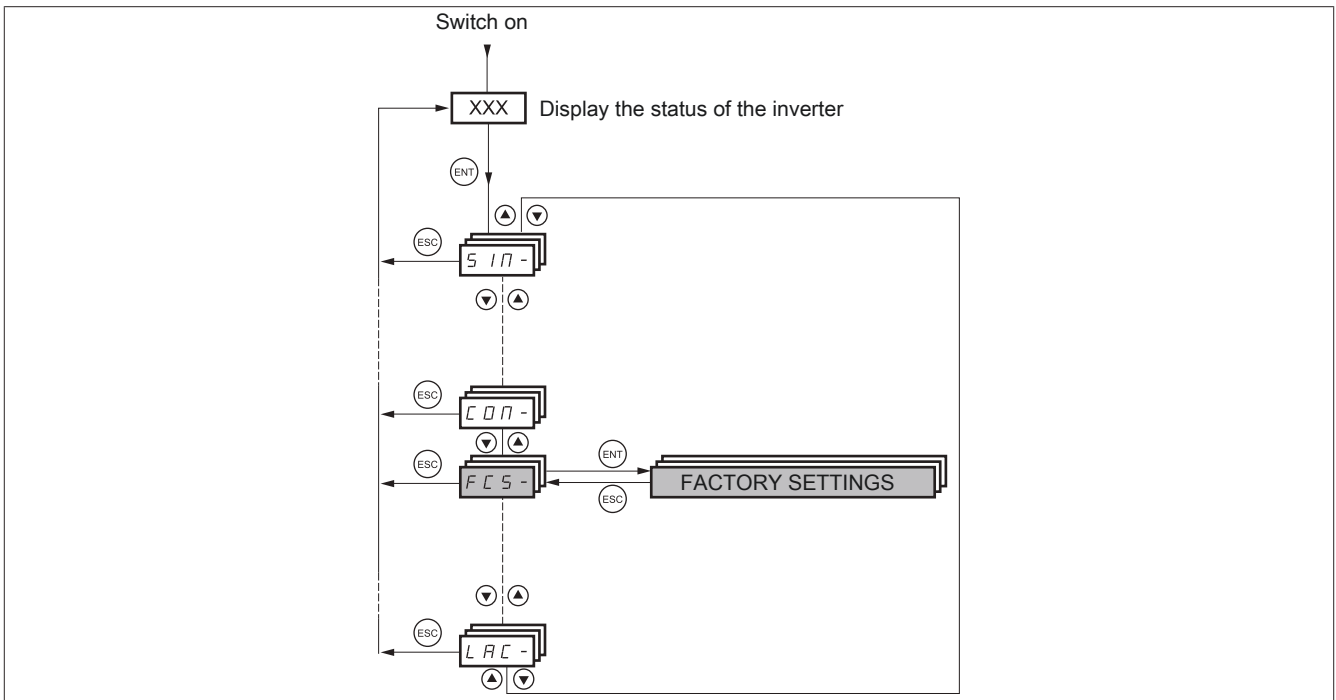 Switch on
XXX Display the status of the inverter
ENT
ESC
SIM-
ESC
COM-
ESC
FCS-
ENT
ESC
FACTORY SETTINGS
ESC
LAC-